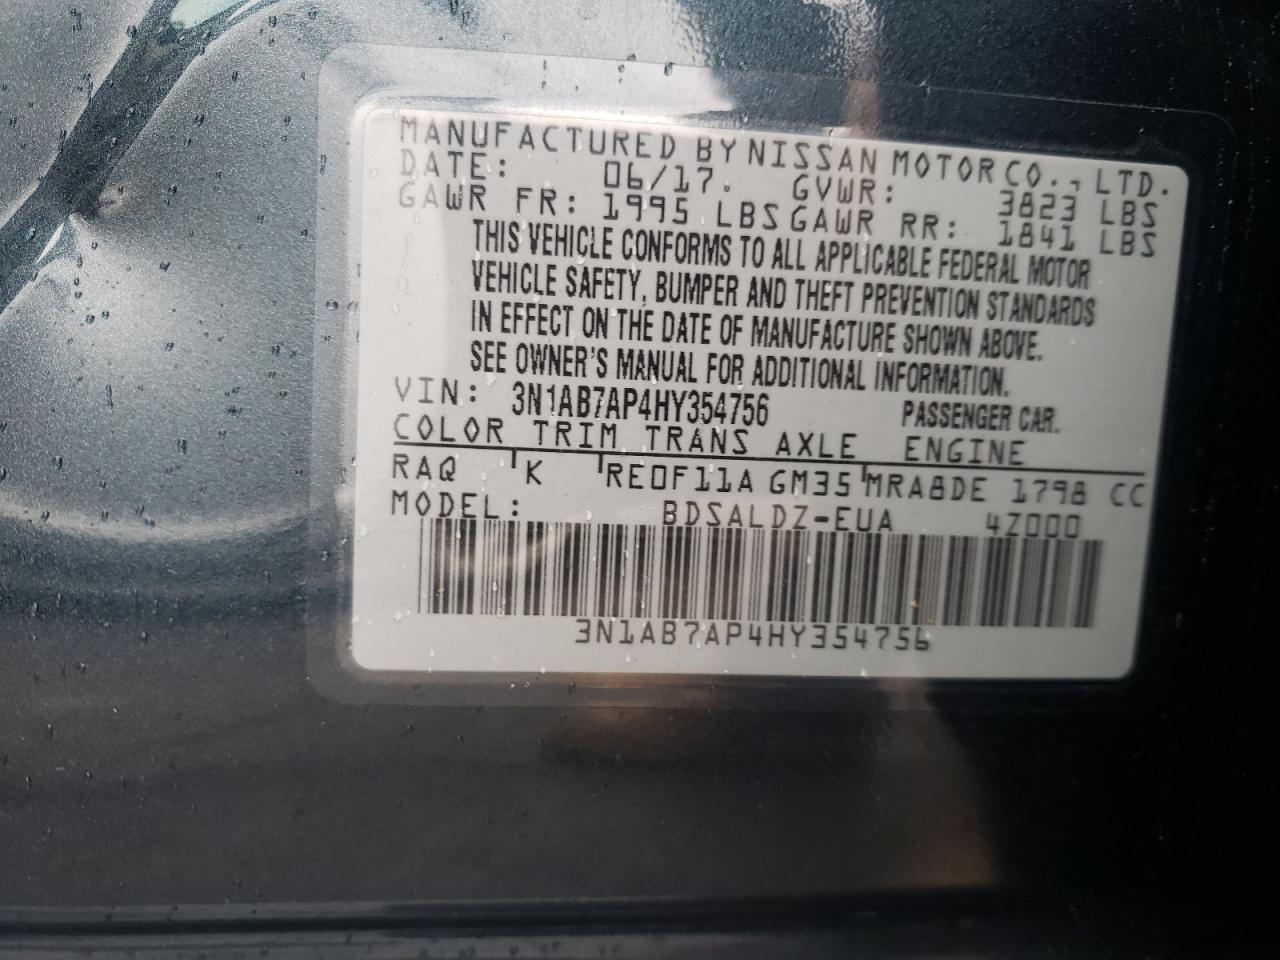 MANUFACTURED BY NISSAN MOTOR CO., LTD.
DATE: 06/17. GVWR: 3823 LBS
GAWR FR: 1995 LBS GAWR RR: 1841 LBS
THIS VEHICLE CONFORMS TO ALL APPLICABLE FEDERAL MOTOR
VEHICLE SAFETY, BUMPER AND THEFT PREVENTION STANDARDS
IN EFFECT ON THE DATE OF MANUFACTURE SHOWN ABOVE.
SEE OWNER'S MANUAL FOR ADDITIONAL INFORMATION.
VIN: 3N1AB7AP4HY354756 PASSENGER CAR.
COLOR TRIM TRANS AXLE ENGINE
RAQ K RE0F11A GM35 MRA8DE 1798 CC
MODEL: BDSALDZ-EUA 4Z000
3N1AB7AP4HY354756